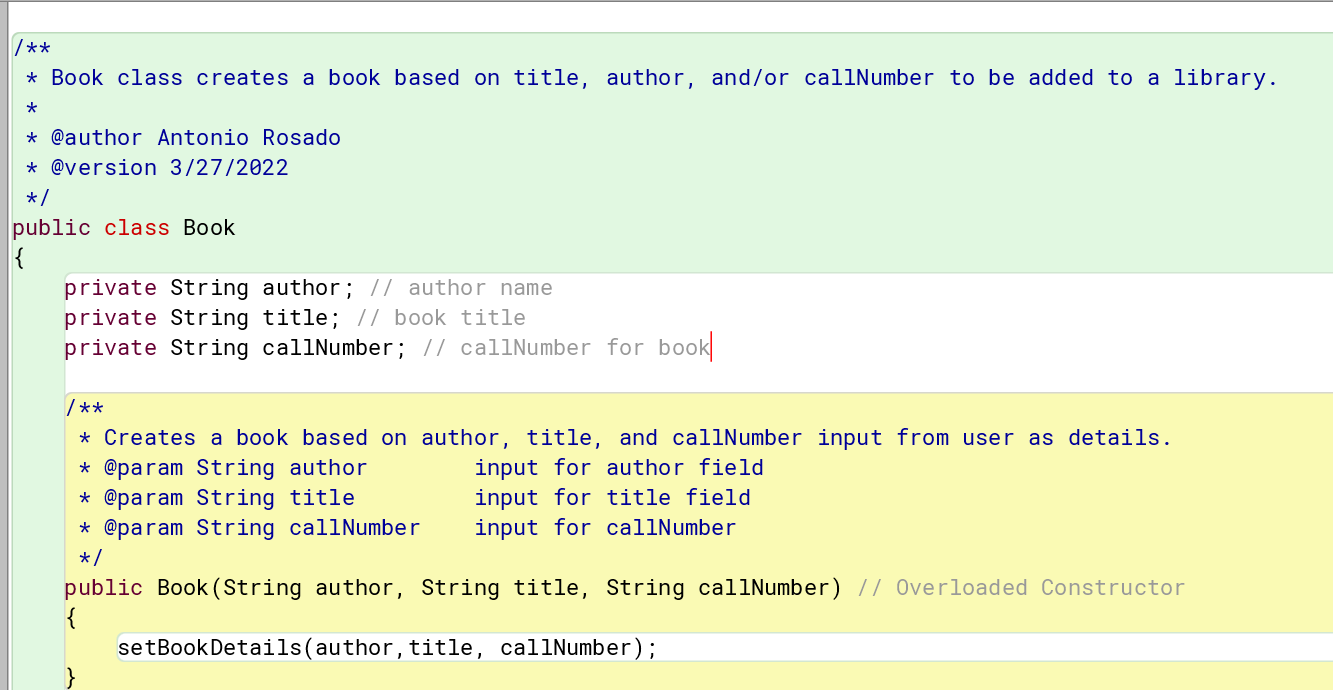 /**
 * Book class creates a book based on title, author, and/or callNumber to be added to a library.
 *
 * @author Antonio Rosado
 * @version 3/27/2022
 */
public class Book
{
    private String author; // author name
    private String title; // book title
    private String callNumber; // callNumber for book
    /**
     * Creates a book based on author, title, and callNumber input from user as details.
     * @param String author        input for author field
     * @param String title         input for title field
     * @param String callNumber    input for callNumber
     */
    public Book(String author, String title, String callNumber) // Overloaded Constructor
    {
        setBookDetails(author,title, callNumber);
    }